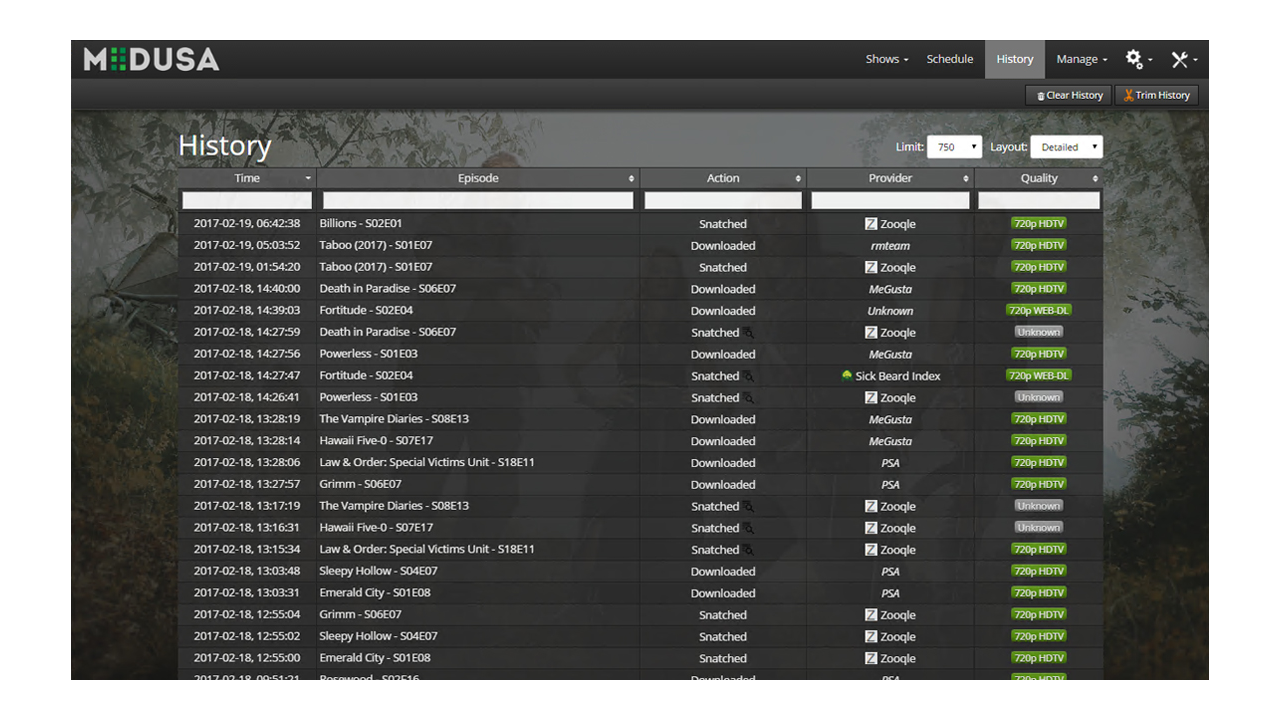 MEDUSA Shows Schedule History Manage
Clear History Trim History
History Limit: 750 Layout: Detailed
Time Episode Action Provider Quality
2017-02-19, 06:42:38 Billions - S02E01 Snatched Zooqle 720p HDTV
2017-02-19, 05:03:52 Taboo (2017) - S01E07 Downloaded rmteam 720p HDTV
2017-02-19, 01:54:20 Taboo (2017) - S01E07 Snatched Zooqle 720p HDTV
2017-02-18, 14:40:00 Death in Paradise - S06E07 Downloaded MeGusta 720p HDTV
2017-02-18, 14:39:03 Fortitude - S02E04 Downloaded Unknown 720p WEB-DL
2017-02-18, 14:27:59 Death in Paradise - S06E07 Snatched Zooqle Unknown
2017-02-18, 14:27:56 Powerless - S01E03 Downloaded MeGusta 720p HDTV
2017-02-18, 14:27:47 Fortitude - S02E04 Snatched Sick Beard Index 720p WEB-DL
2017-02-18, 14:26:41 Powerless - S01E03 Snatched Zooqle Unknown
2017-02-18, 13:28:19 The Vampire Diaries - S08E13 Downloaded MeGusta 720p HDTV
2017-02-18, 13:28:14 Hawaii Five-0 - S07E17 Downloaded MeGusta 720p HDTV
2017-02-18, 13:28:06 Law & Order: Special Victims Unit - S18E11 Downloaded PSA 720p HDTV
2017-02-18, 13:27:57 Grimm - S06E07 Downloaded PSA 720p HDTV
2017-02-18, 13:17:19 The Vampire Diaries - S08E13 Snatched Zooqle Unknown
2017-02-18, 13:16:31 Hawaii Five-0 - S07E17 Snatched Zooqle Unknown
2017-02-18, 13:15:34 Law & Order: Special Victims Unit - S18E11 Snatched Zooqle 720p HDTV
2017-02-18, 13:03:48 Sleepy Hollow - S04E07 Downloaded PSA 720p HDTV
2017-02-18, 13:03:31 Emerald City - S01E08 Downloaded PSA 720p HDTV
2017-02-18, 12:55:04 Grimm - S06E07 Snatched Zooqle 720p HDTV
2017-02-18, 12:55:02 Sleepy Hollow - S04E07 Snatched Zooqle 720p HDTV
2017-02-18, 12:55:00 Emerald City - S01E08 Snatched Zooqle 720p HDTV
2017-02-18, 09:51:21 Rosewood - S02E16 Downloaded PSA 720p HDTV